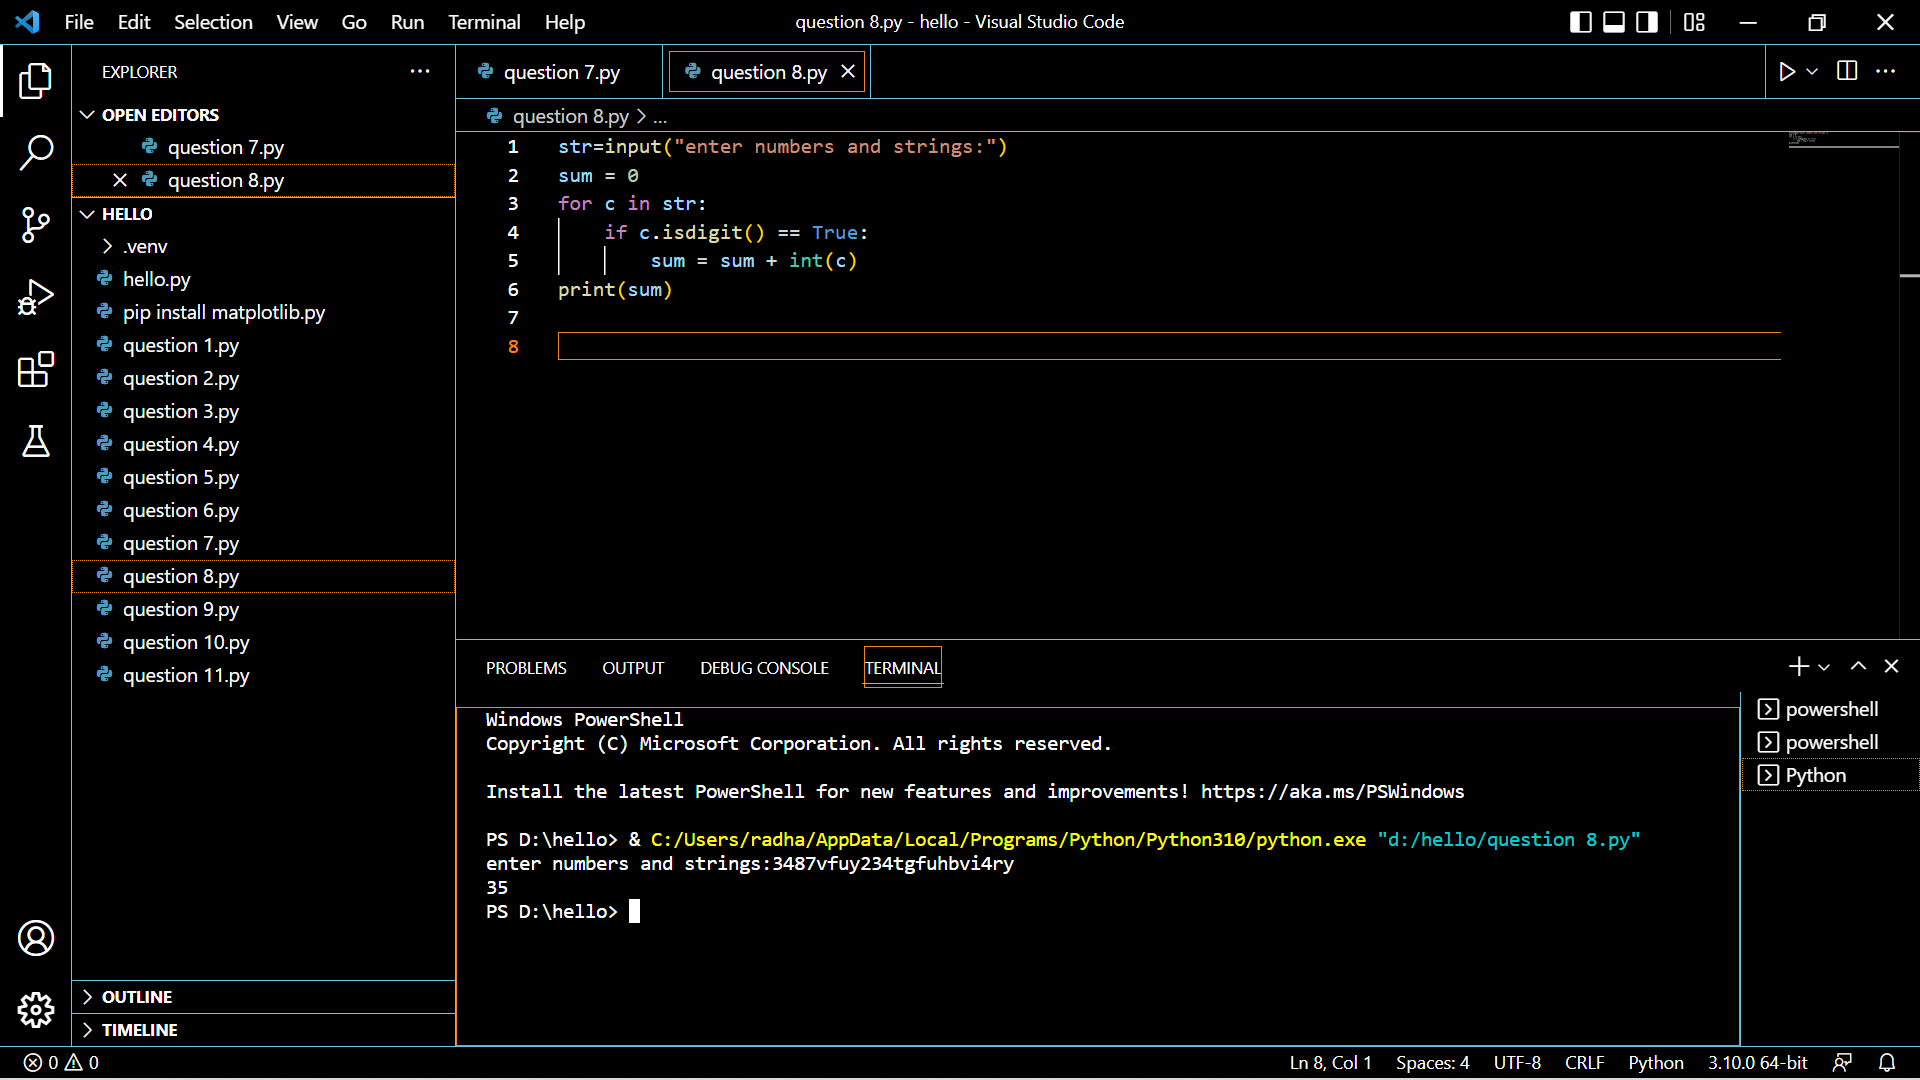 File Edit Selection View Go Run Terminal Help question 8.py - hello - Visual Studio Code
EXPLORER
OPEN EDITORS
question 7.py
question 8.py
HELLO
.venv
hello.py
pip install matplotlib.py
question 1.py
question 2.py
question 3.py
question 4.py
question 5.py
question 6.py
question 7.py
question 8.py
question 9.py
question 10.py
question 11.py
OUTLINE
TIMELINE
question 7.py question 8.py
question 8.py > ...
1 str=input("enter numbers and strings:")
2 sum = 0
3 for c in str:
4     if c.isdigit() == True:
5         sum = sum + int(c)
6 print(sum)
7
8
PROBLEMS OUTPUT DEBUG CONSOLE TERMINAL
Windows PowerShell
Copyright (C) Microsoft Corporation. All rights reserved.
Install the latest PowerShell for new features and improvements! https://aka.ms/PSWindows
PS D:\hello> & C:/Users/radha/AppData/Local/Programs/Python/Python310/python.exe "d:/hello/question 8.py"
enter numbers and strings:3487vfuy234tgfuhbvi4ry
35
PS D:\hello>
powershell
powershell
Python
0 0 Ln 8, Col 1 Spaces: 4 UTF-8 CRLF Python 3.10.0 64-bit